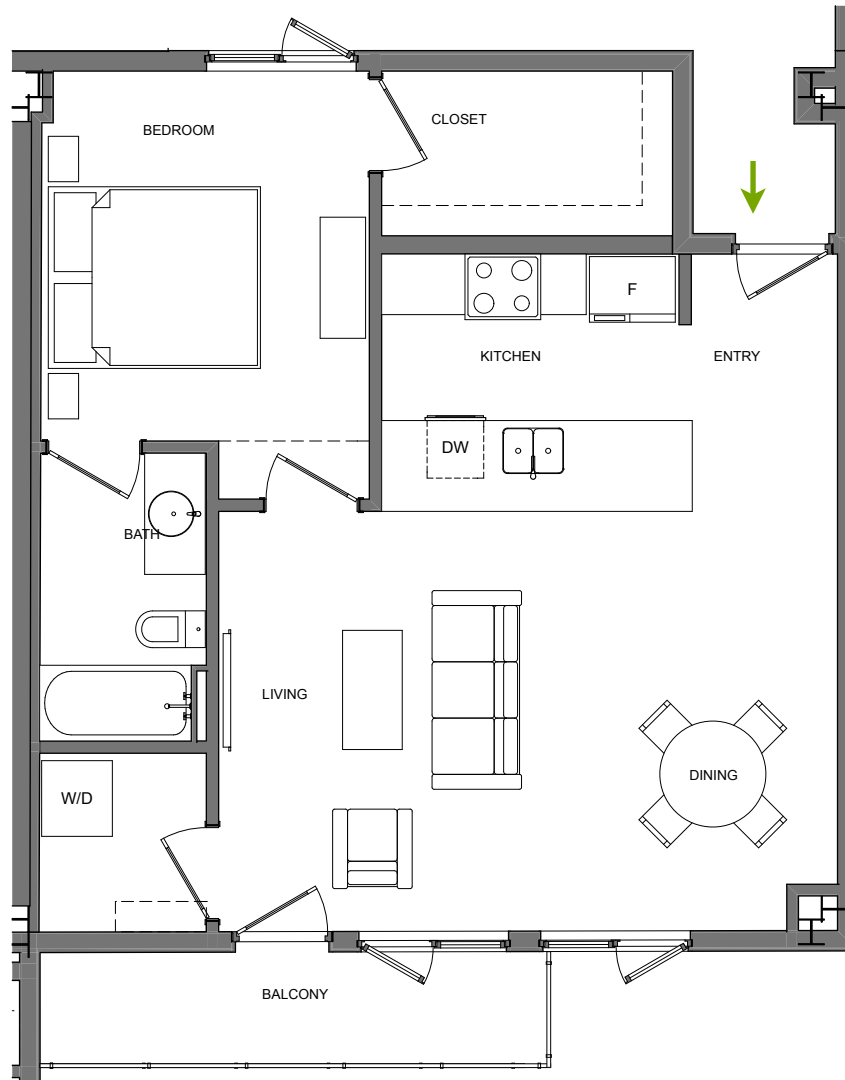 CLOSET
BEDROOM
F
KITCHEN
ENTRY
DW
BATH
LIVING
DINING
W/D
BALCONY